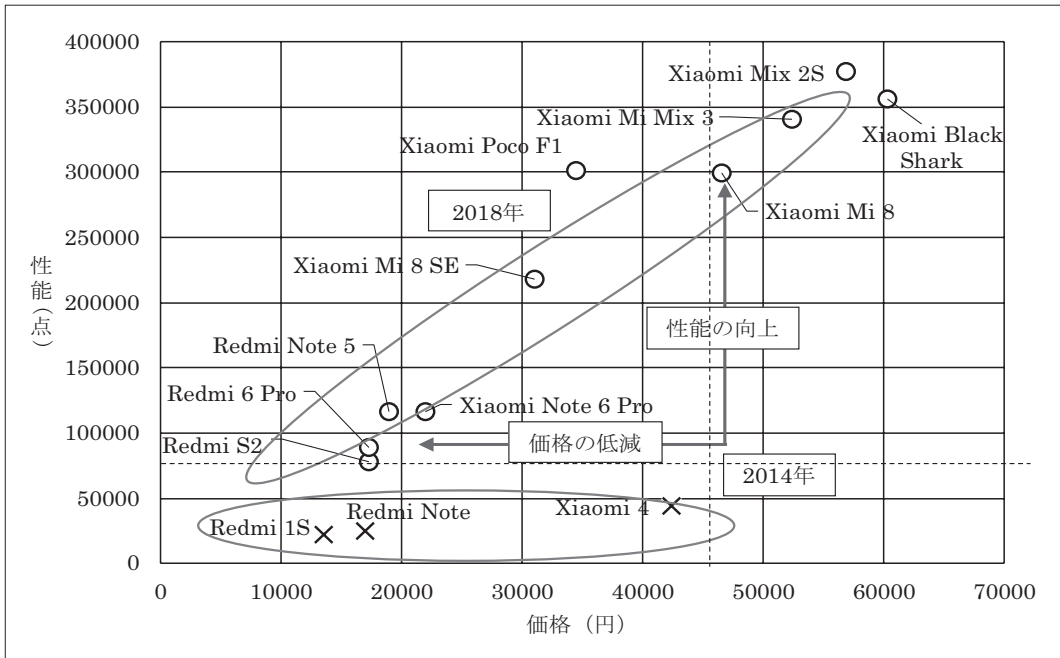 400000
350000
300000
250000
200000
150000
100000
50000
0
性能（点）
Xiaomi Mix 2S
Xiaomi Mi Mix 3
Xiaomi Black
Shark
Xiaomi Poco F1
2018年
Xiaomi Mi 8
Xiaomi Mi 8 SE
性能の向上
Redmi Note 5
Redmi 6 Pro
Xiaomi Note 6 Pro
Redmi S2
価格の低減
2014年
Redmi 1S
Redmi Note
Xiaomi 4
0
10000
20000
30000
40000
50000
60000
70000
価格（円）